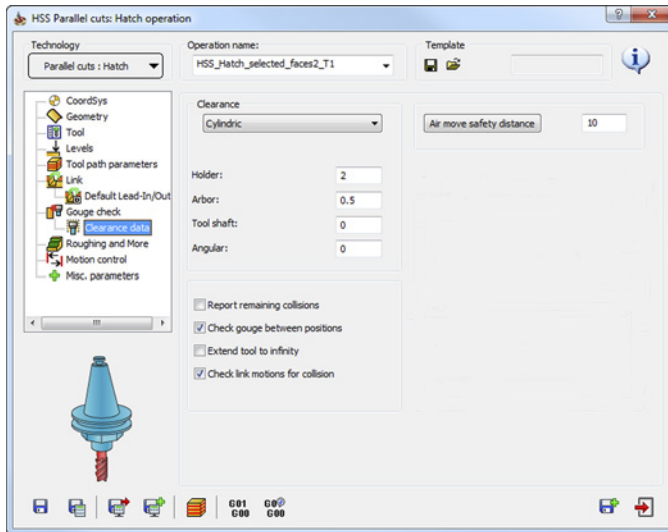 HSS Parallel cuts: Hatch operation
Technology
Operation name:
Template
Parallel cuts : Hatch
HSS_Hatch_selected_faces2_T1
CoordSys
Geometry
Tool
Levels
Tool path parameters
Link
Default Lead-In/Out
Gouge check
Clearance data
Roughing and More
Motion control
Misc. parameters
Clearance
Cylindric
Air move safety distance
10
Holder:
2
Arbor:
0.5
Tool shaft:
0
Angular:
0
Report remaining collisions
Check gouge between positions
Extend tool to infinity
Check link motions for collision
G01
G00
G0
G00